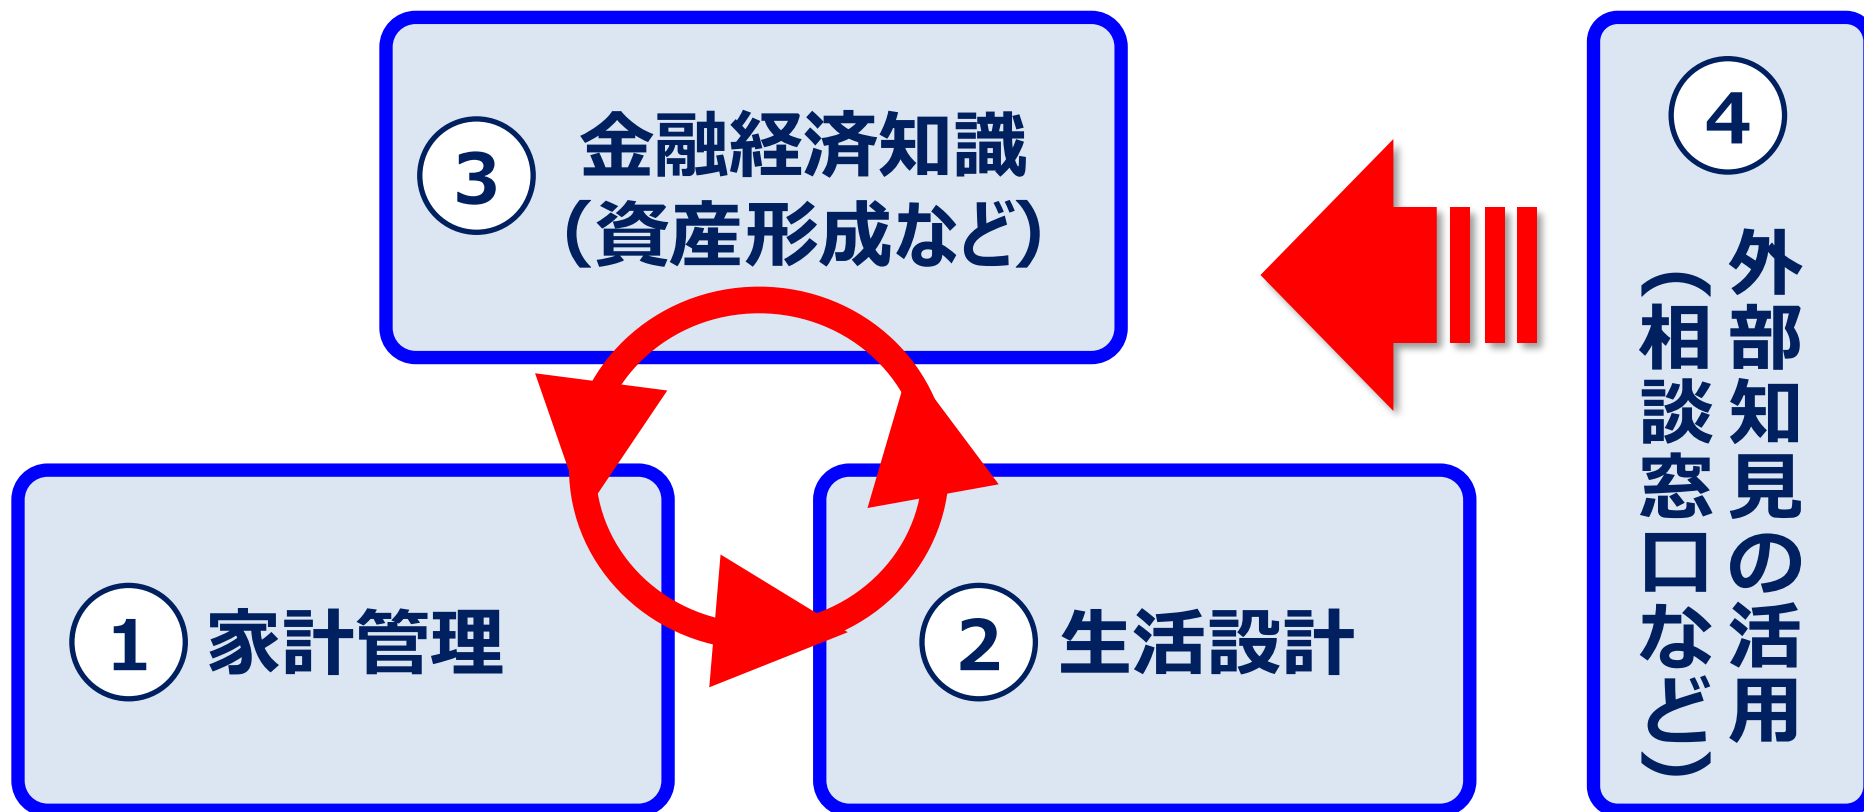 ③ 金融経済知識
（資産形成など）
① 家計管理
② 生活設計
④
外部知見の活用
（相談窓口など）